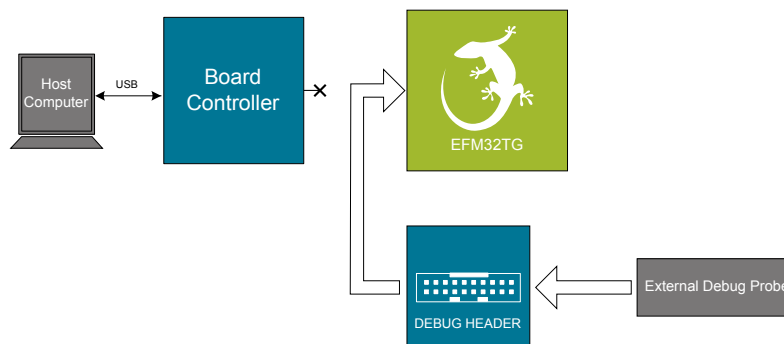 Host
Computer
USB
Board
Controller
EFM32TG
DEBUG HEADER
External Debug Probe